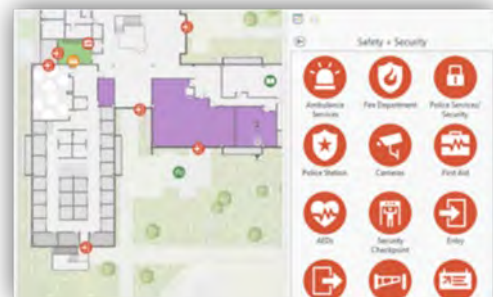 Safety + Security
Ambulance
Services
Fire Department
Police Services/
Security
Police Station
Cameras
First Aid
AEDs
Security
Checkpoint
Entry